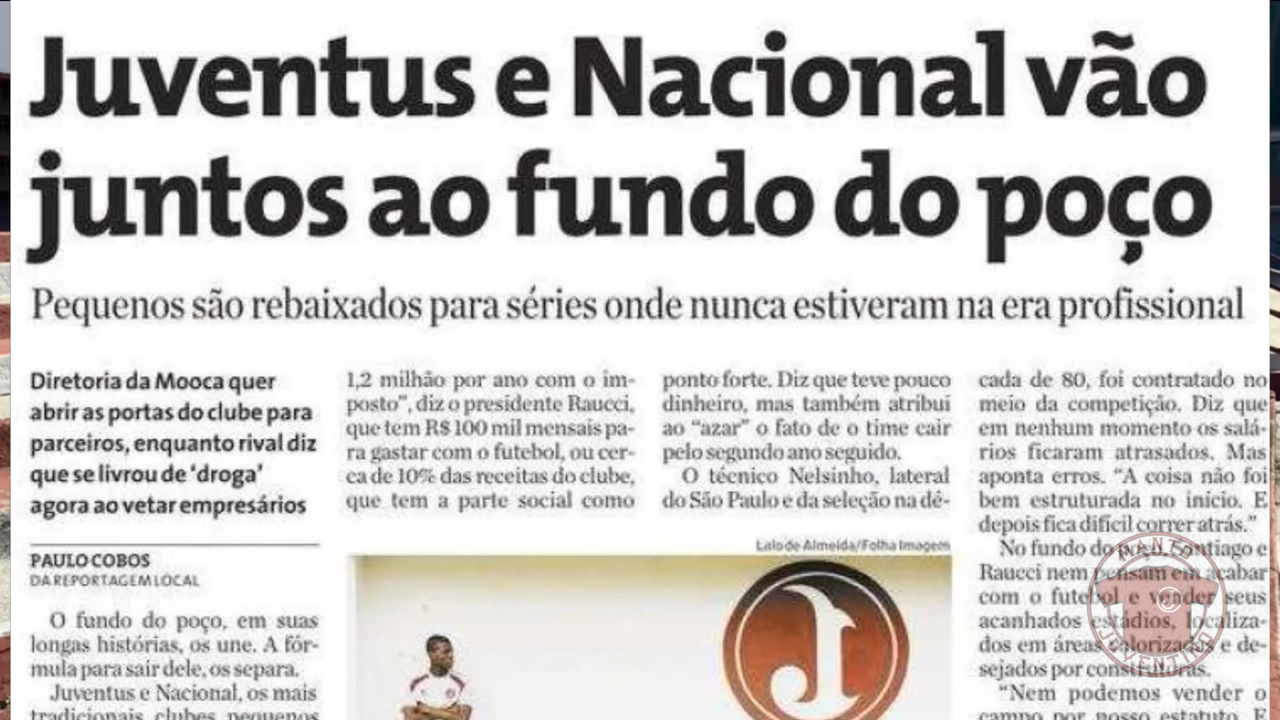 Juventus e Nacional vão
juntos ao fundo do poço
Pequenos são rebaixados para séries onde nunca estiveram na era profissional
Diretoria da Mooca quer
abrir as portas do clube para
parceiros, enquanto rival diz
que se livrou de ‘droga’
agora ao vetar empresários
PAULO COBOS
DA REPORTAGEM LOCAL
O fundo do poço, em suas
longas histórias, os une. A fór-
mula para sair dele, os separa.
Juventus e Nacional, os mais
tradicionais clubes pequenos
1,2 milhão por ano com o im-
posto”, diz o presidente Raucci,
que tem R$ 100 mil mensais pa-
ra gastar com o futebol, ou cer-
ca de 10% das receitas do clube,
que tem a parte social como
ponto forte. Diz que teve pouco
dinheiro, mas também atribui
ao “azar” o fato de o time cair
pelo segundo ano seguido.
O técnico Nelsinho, lateral
do São Paulo e da seleção na dé-
Lalo de Almeida/Folha Imagem
J
cada de 80, foi contratado no
meio da competição. Diz que
em nenhum momento os salá-
rios ficaram atrasados. Mas
aponta erros. “A coisa não foi
bem estruturada no início. E
depois fica difícil correr atrás.”
No fundo do poço, Santiago e
Raucci nem pensam em acabar
com o futebol e vender seus
acanhados estádios, localiza-
dos em áreas valorizadas e de-
sejados por construtoras.
“Nem podemos vender o
campo por nosso estatuto. E
MANTO
JUVENTINO